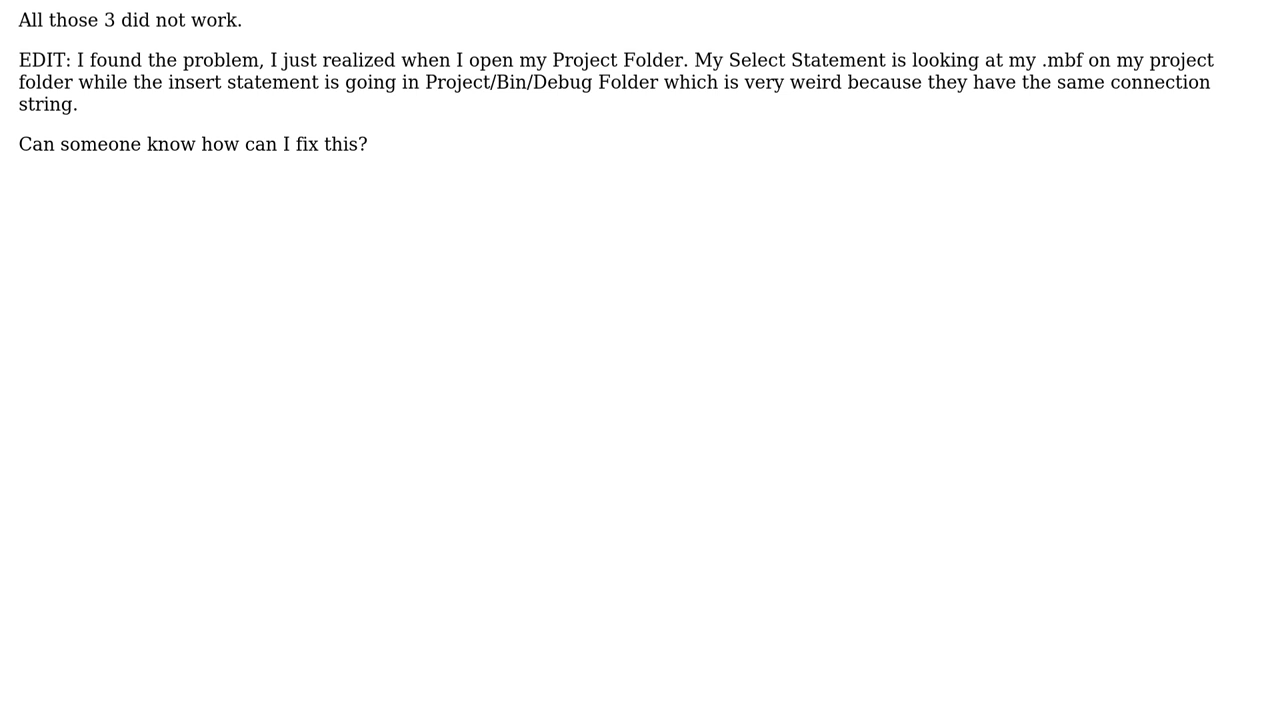 All those 3 did not work.
EDIT: I found the problem, I just realized when I open my Project Folder. My Select Statement is looking at my .mbf on my project
folder while the insert statement is going in Project/Bin/Debug Folder which is very weird because they have the same connection
string.
Can someone know how can I fix this?